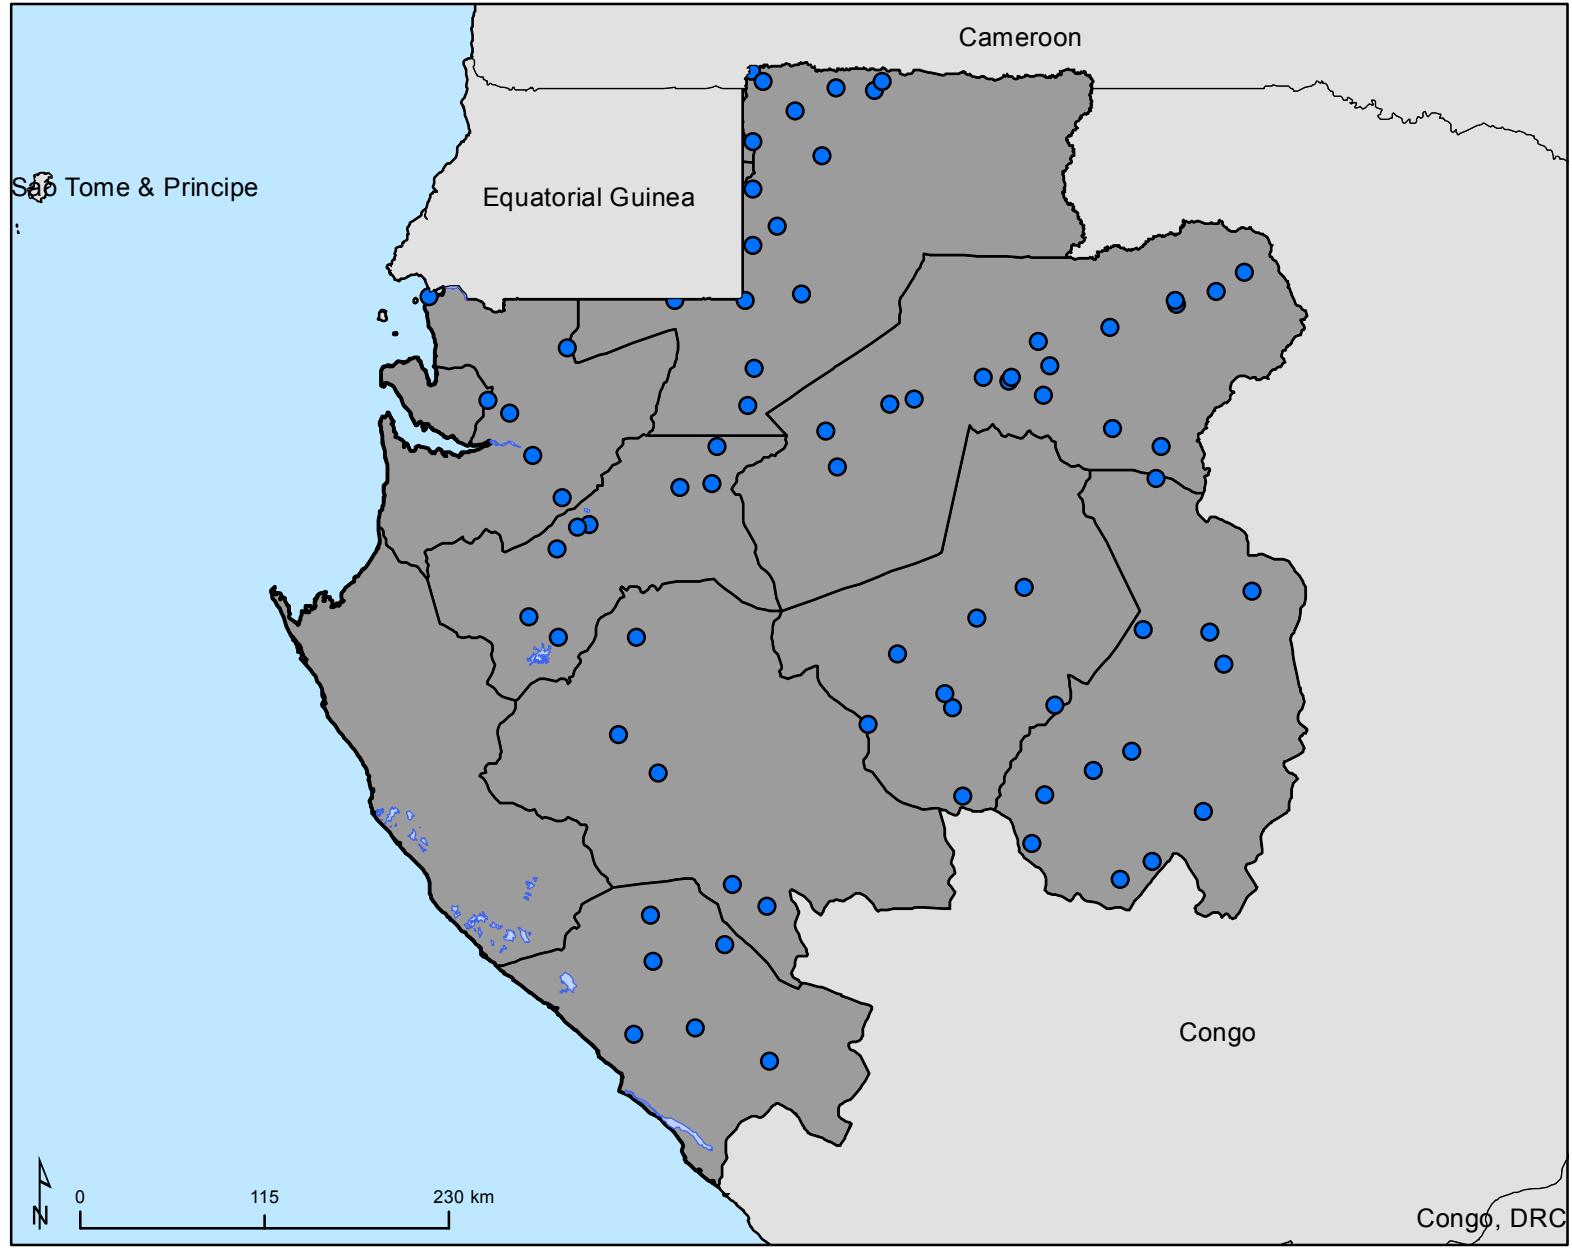 Cameroon
Sao Tome & Principe
Equatorial Guinea
Congo
N
0 115 230 km
Congo, DRC